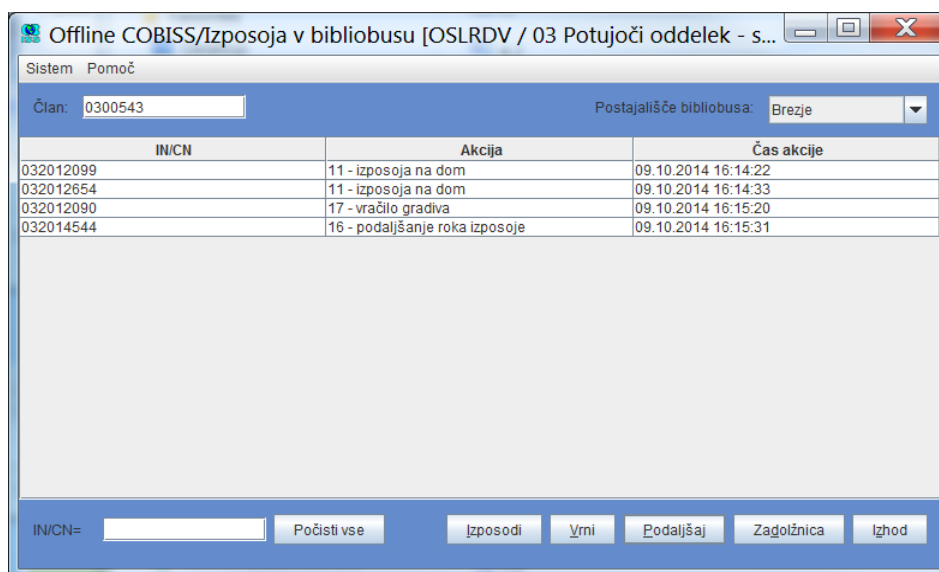 Offline COBISS/Izposoja v bibliobusu [OSLRDV / 03 Potujoči oddelek - s...
Sistem Pomoč
Član: 0300543 Postajališče bibliobusa: Brezje
IN/CN Akcija Čas akcije
032012099 11 - izposoja na dom 09.10.2014 16:14:22
032012654 11 - izposoja na dom 09.10.2014 16:14:33
032012090 17 - vračilo gradiva 09.10.2014 16:15:20
032014544 16 - podaljšanje roka izposoje 09.10.2014 16:15:31
IN/CN= Počisti vse Izposodi Vrni Podaljšaj Zadolžnica Izhod